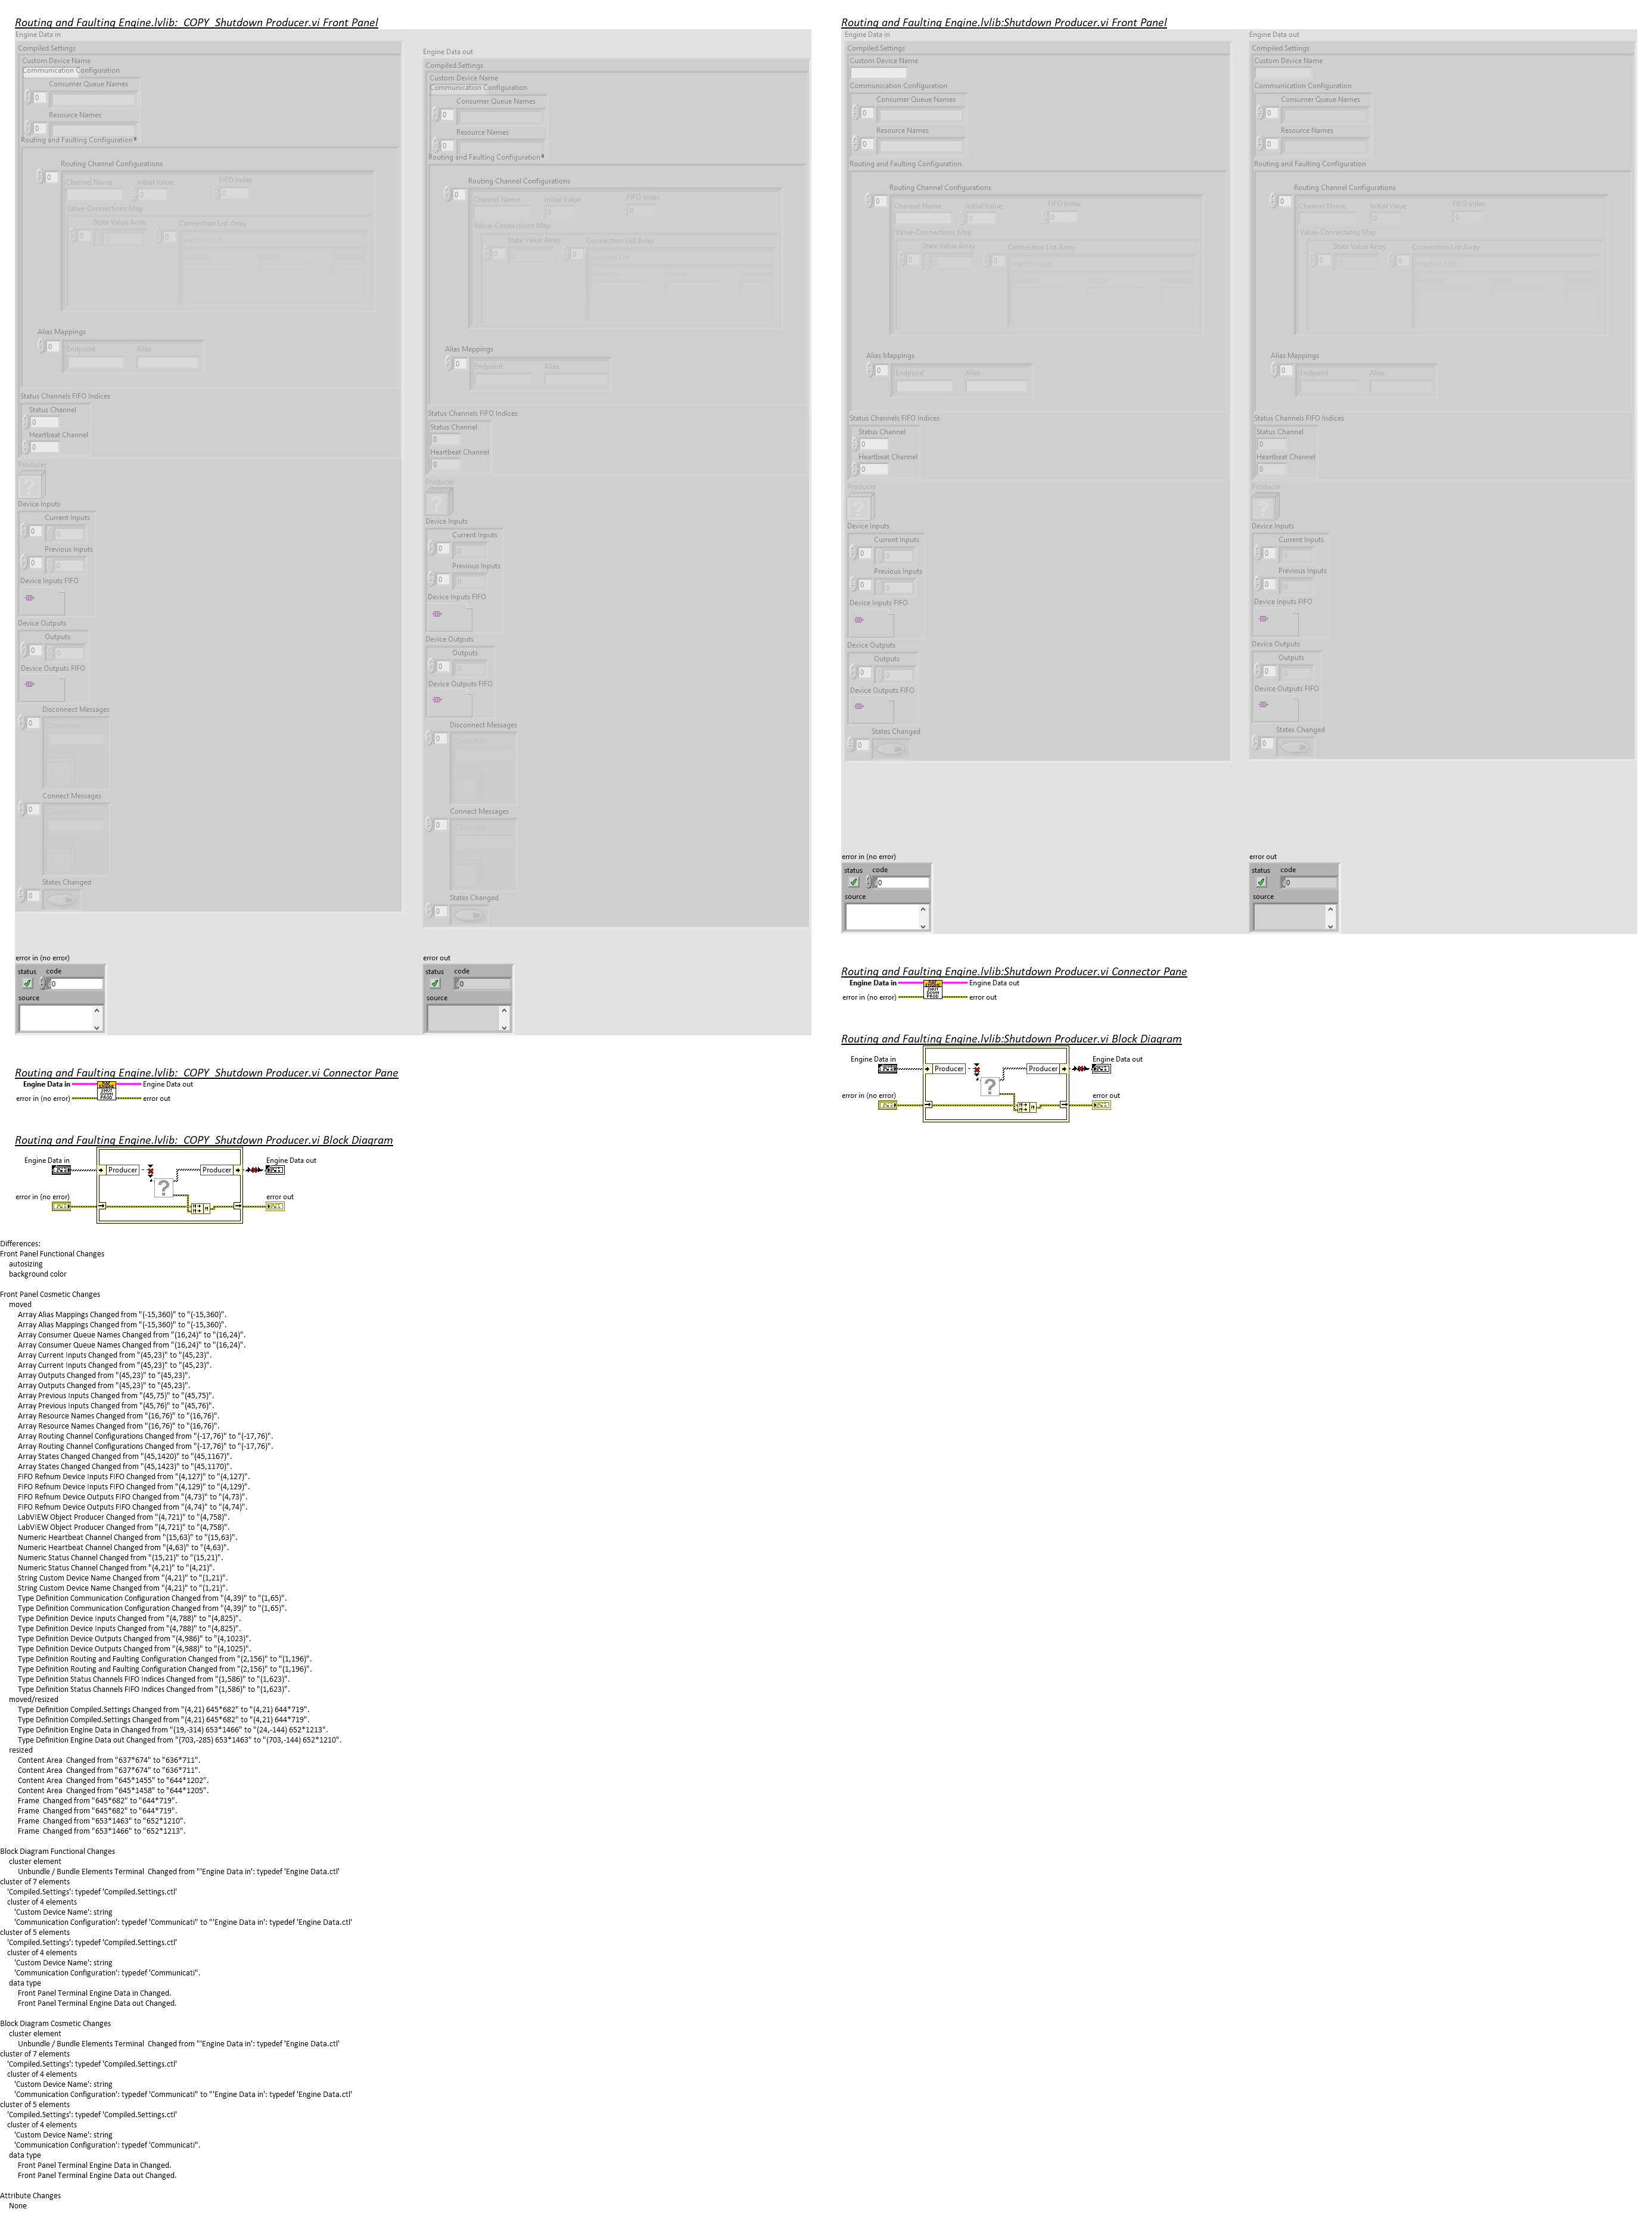 Routing and Faulting Engine.lvlib:_COPY_Shutdown Producer.vi Front Panel
Engine Data in
Compiled.Settings
Custom Device Name
Communication Configuration
Consumer Queue Names
0
Resource Names
0
Routing and Faulting Configuration
Routing Channel Configurations
0
Channel Name Initial Value FIFO Index
0 0
Value-Connections Map
State Value Array Connection List Array
0 0
Alias Mappings
0 Endpoint Alias
Status Channels FIFO Indices
Status Channel
0
Heartbeat Channel
0
Producer
?
Device Inputs
Current Inputs
0 0
Previous Inputs
0 0
Device Inputs FIFO
Device Outputs
Outputs
0 0
Device Outputs FIFO
Disconnect Messages
0
Connect Messages
0
States Changed
0
error in (no error)
status code
0
source
Engine Data out
Compiled.Settings
Custom Device Name
Communication Configuration
Consumer Queue Names
0
Resource Names
0
Routing and Faulting Configuration
Routing Channel Configurations
0
Channel Name Initial Value FIFO Index
0 0
Value-Connections Map
State Value Array Connection List Array
0 0
Alias Mappings
0 Endpoint Alias
Status Channels FIFO Indices
Status Channel
0
Heartbeat Channel
0
Producer
?
Device Inputs
Current Inputs
0 0
Previous Inputs
0 0
Device Inputs FIFO
Device Outputs
Outputs
0 0
Device Outputs FIFO
Disconnect Messages
0
Connect Messages
0
States Changed
0
error out
status code
0
source
Routing and Faulting Engine.lvlib:_COPY_Shutdown Producer.vi Connector Pane
Engine Data in Engine Data out
error in (no error) error out
Routing and Faulting Engine.lvlib:_COPY_Shutdown Producer.vi Block Diagram
Engine Data in Producer Producer Engine Data out
?
error in (no error) error out
Routing and Faulting Engine.lvlib:Shutdown Producer.vi Front Panel
Engine Data in
Compiled.Settings
Custom Device Name
Communication Configuration
Consumer Queue Names
0
Resource Names
0
Routing and Faulting Configuration
Routing Channel Configurations
0
Channel Name Initial Value FIFO Index
0 0
Value-Connections Map
State Value Array Connection List Array
0 0
Alias Mappings
0 Endpoint Alias
Status Channels FIFO Indices
Status Channel
0
Heartbeat Channel
0
Producer
?
Device Inputs
Current Inputs
0 0
Previous Inputs
0 0
Device Inputs FIFO
Device Outputs
Outputs
0 0
Device Outputs FIFO
States Changed
0
error in (no error)
status code
0
source
Engine Data out
Compiled.Settings
Custom Device Name
Communication Configuration
Consumer Queue Names
0
Resource Names
0
Routing and Faulting Configuration
Routing Channel Configurations
0
Channel Name Initial Value FIFO Index
0 0
Value-Connections Map
State Value Array Connection List Array
0 0
Alias Mappings
0 Endpoint Alias
Status Channels FIFO Indices
Status Channel
0
Heartbeat Channel
0
Producer
?
Device Inputs
Current Inputs
0 0
Previous Inputs
0 0
Device Inputs FIFO
Device Outputs
Outputs
0 0
Device Outputs FIFO
States Changed
0
error out
status code
0
source
Routing and Faulting Engine.lvlib:Shutdown Producer.vi Connector Pane
Engine Data in Engine Data out
error in (no error) error out
Routing and Faulting Engine.lvlib:Shutdown Producer.vi Block Diagram
Engine Data in Producer Producer Engine Data out
?
error in (no error) error out
Differences:
Front Panel Functional Changes
autosizing
background color
Front Panel Cosmetic Changes
moved
Array Alias Mappings Changed from "(-15,360)" to "(-15,360)".
Array Alias Mappings Changed from "(-15,360)" to "(-15,360)".
Array Consumer Queue Names Changed from "(16,24)" to "(16,24)".
Array Consumer Queue Names Changed from "(16,24)" to "(16,24)".
Array Current Inputs Changed from "(45,23)" to "(45,23)".
Array Current Inputs Changed from "(45,23)" to "(45,23)".
Array Outputs Changed from "(45,23)" to "(45,23)".
Array Outputs Changed from "(45,23)" to "(45,23)".
Array Previous Inputs Changed from "(45,75)" to "(45,75)".
Array Previous Inputs Changed from "(45,76)" to "(45,76)".
Array Resource Names Changed from "(16,76)" to "(16,76)".
Array Resource Names Changed from "(16,76)" to "(16,76)".
Array Routing Channel Configurations Changed from "(-17,76)" to "(-17,76)".
Array Routing Channel Configurations Changed from "(-17,76)" to "(-17,76)".
Array States Changed Changed from "(45,1420)" to "(45,1167)".
Array States Changed Changed from "(45,1423)" to "(45,1170)".
FIFO Refnum Device Inputs FIFO Changed from "(4,127)" to "(4,127)".
FIFO Refnum Device Inputs FIFO Changed from "(4,129)" to "(4,129)".
FIFO Refnum Device Outputs FIFO Changed from "(4,73)" to "(4,73)".
FIFO Refnum Device Outputs FIFO Changed from "(4,74)" to "(4,74)".
LabVIEW Object Producer Changed from "(4,721)" to "(4,758)".
LabVIEW Object Producer Changed from "(4,721)" to "(4,758)".
Numeric Heartbeat Channel Changed from "(15,63)" to "(15,63)".
Numeric Heartbeat Channel Changed from "(4,63)" to "(4,63)".
Numeric Status Channel Changed from "(15,21)" to "(15,21)".
Numeric Status Channel Changed from "(4,21)" to "(4,21)".
String Custom Device Name Changed from "(4,21)" to "(1,21)".
String Custom Device Name Changed from "(4,21)" to "(1,21)".
Type Definition Communication Configuration Changed from "(4,39)" to "(1,65)".
Type Definition Communication Configuration Changed from "(4,39)" to "(1,65)".
Type Definition Device Inputs Changed from "(4,788)" to "(4,825)".
Type Definition Device Inputs Changed from "(4,788)" to "(4,825)".
Type Definition Device Outputs Changed from "(4,986)" to "(4,1023)".
Type Definition Device Outputs Changed from "(4,988)" to "(4,1025)".
Type Definition Routing and Faulting Configuration Changed from "(2,156)" to "(1,196)".
Type Definition Routing and Faulting Configuration Changed from "(2,156)" to "(1,196)".
Type Definition Status Channels FIFO Indices Changed from "(1,586)" to "(1,623)".
Type Definition Status Channels FIFO Indices Changed from "(1,586)" to "(1,623)".
moved/resized
Type Definition Compiled.Settings Changed from "(4,21) 645*682" to "(4,21) 644*719".
Type Definition Compiled.Settings Changed from "(4,21) 645*682" to "(4,21) 644*719".
Type Definition Engine Data in Changed from "(19,-314) 653*1466" to "(24,-144) 652*1213".
Type Definition Engine Data out Changed from "(703,-285) 653*1463" to "(703,-144) 652*1210".
resized
Content Area  Changed from "637*674" to "636*711".
Content Area  Changed from "637*674" to "636*711".
Content Area  Changed from "645*1455" to "644*1202".
Content Area  Changed from "645*1458" to "644*1205".
Frame  Changed from "645*682" to "644*719".
Frame  Changed from "645*682" to "644*719".
Frame  Changed from "653*1463" to "652*1210".
Frame  Changed from "653*1466" to "652*1213".
Block Diagram Functional Changes
cluster element
Unbundle / Bundle Elements Terminal  Changed from "'Engine Data in': typedef 'Engine Data.ctl'
cluster of 7 elements
'Compiled.Settings': typedef 'Compiled.Settings.ctl'
cluster of 4 elements
'Custom Device Name': string
'Communication Configuration': typedef 'Communicati" to "'Engine Data in': typedef 'Engine Data.ctl'
cluster of 5 elements
'Compiled.Settings': typedef 'Compiled.Settings.ctl'
cluster of 4 elements
'Custom Device Name': string
'Communication Configuration': typedef 'Communicati".
data type
Front Panel Terminal Engine Data in Changed.
Front Panel Terminal Engine Data out Changed.
Block Diagram Cosmetic Changes
cluster element
Unbundle / Bundle Elements Terminal  Changed from "'Engine Data in': typedef 'Engine Data.ctl'
cluster of 7 elements
'Compiled.Settings': typedef 'Compiled.Settings.ctl'
cluster of 4 elements
'Custom Device Name': string
'Communication Configuration': typedef 'Communicati" to "'Engine Data in': typedef 'Engine Data.ctl'
cluster of 5 elements
'Compiled.Settings': typedef 'Compiled.Settings.ctl'
cluster of 4 elements
'Custom Device Name': string
'Communication Configuration': typedef 'Communicati".
data type
Front Panel Terminal Engine Data in Changed.
Front Panel Terminal Engine Data out Changed.
Attribute Changes
None